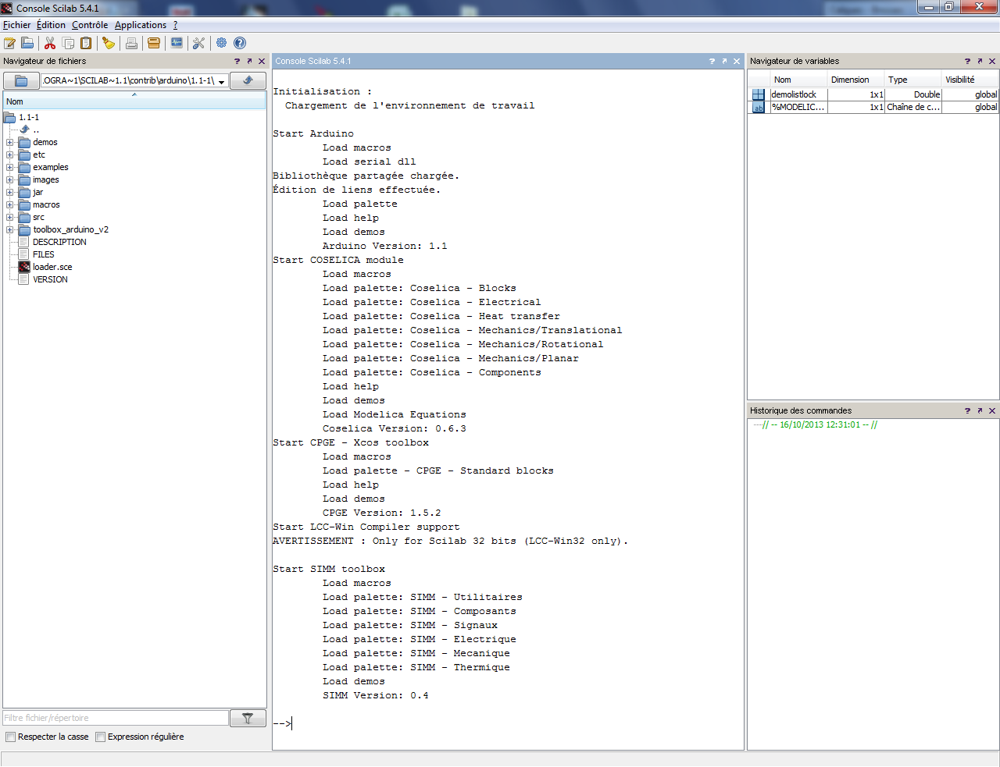 Console Scilab 5.4.1
Fichier Édition Contrôle Applications ?
Navigateur de fichiers
.OGRA~1\SCILAB~1.1\contrib\arduino\1.1-1\
Nom
1.1-1
..
demos
etc
examples
images
jar
macros
src
toolbox_arduino_v2
DESCRIPTION
FILES
loader.sce
VERSION
Filtre fichier/répertoire
Respecter la casse
Expression régulière
Console Scilab 5.4.1
Initialisation :
Chargement de l'environnement de travail
Start Arduino
Load macros
Load serial dll
Bibliothèque partagée chargée.
Édition de liens effectuée.
Load palette
Load help
Load demos
Arduino Version: 1.1
Start COSELICA module
Load macros
Load palette: Coselica - Blocks
Load palette: Coselica - Electrical
Load palette: Coselica - Heat transfer
Load palette: Coselica - Mechanics/Translational
Load palette: Coselica - Mechanics/Rotational
Load palette: Coselica - Mechanics/Planar
Load palette: Coselica - Components
Load help
Load demos
Load Modelica Equations
Coselica Version: 0.6.3
Start CPGE - Xcos toolbox
Load macros
Load palette - CPGE - Standard blocks
Load help
Load demos
CPGE Version: 1.5.2
Start LCC-Win Compiler support
AVERTISSEMENT : Only for Scilab 32 bits (LCC-Win32 only).
Start SIMM toolbox
Load macros
Load palette: SIMM - Utilitaires
Load palette: SIMM - Composants
Load palette: SIMM - Signaux
Load palette: SIMM - Electrique
Load palette: SIMM - Mecanique
Load palette: SIMM - Thermique
Load demos
SIMM Version: 0.4
-->
Navigateur de variables
Nom Dimension Type Visibilité
demolistlock 1x1 Double global
ab %MODELIC... 1x1 Chaîne de c... global
Historique des commandes
// -- 16/10/2013 12:31:01 -- //